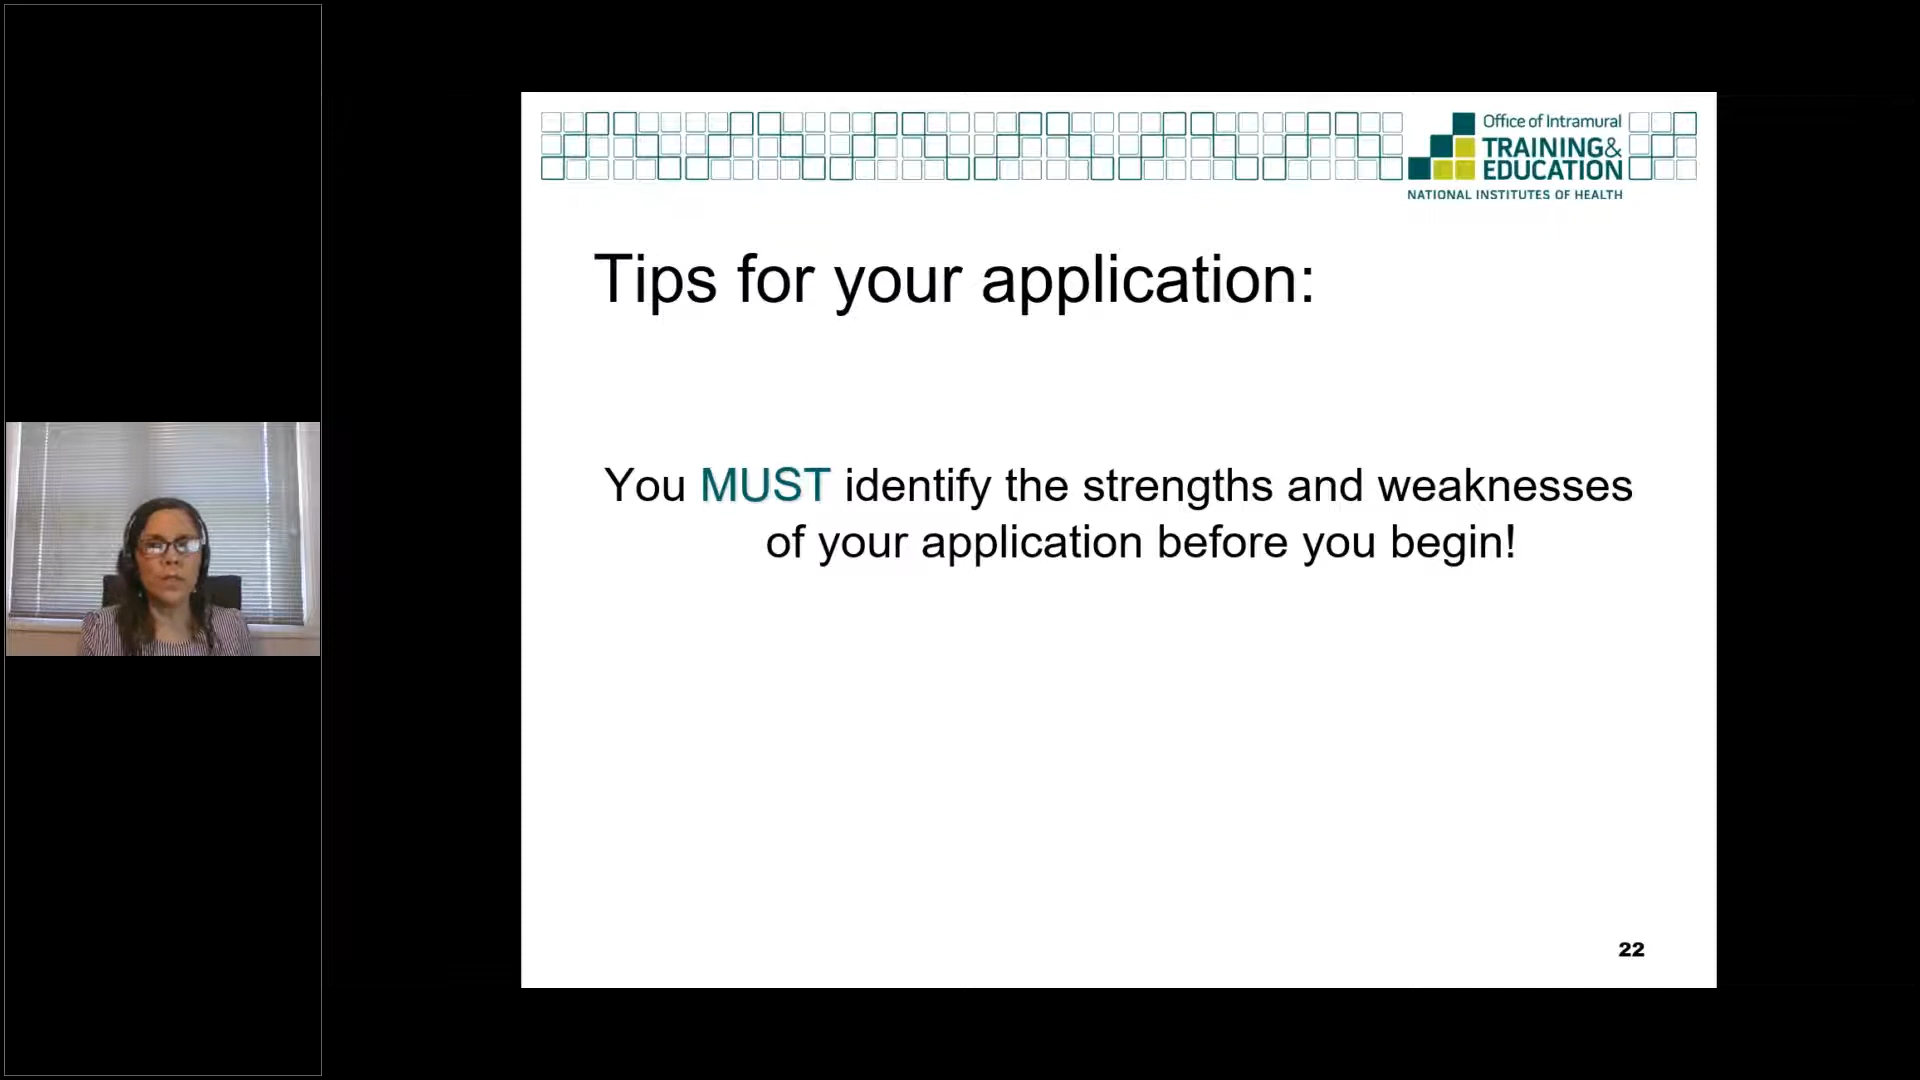 Office of Intramural
TRAINING&
EDUCATION
NATIONAL INSTITUTES OF HEALTH
Tips for your application:
You MUST identify the strengths and weaknesses
of your application before you begin!
22